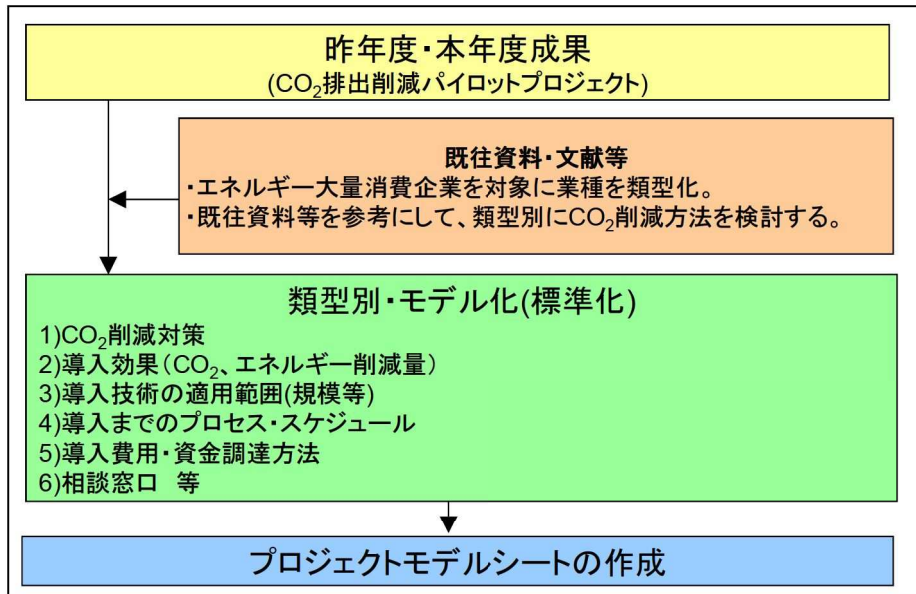 昨年度・本年度成果
(CO₂排出削減パイロットプロジェクト)
既往資料・文献等
・エネルギー大量消費企業を対象に業種を類型化。
・既往資料等を参考にして、類型別にCO₂削減方法を検討する。
類型別・モデル化(標準化)
1)CO₂削減対策
2)導入効果(CO₂、エネルギー削減量)
3)導入技術の適用範囲(規模等)
4)導入までのプロセス・スケジュール
5)導入費用・資金調達方法
6)相談窓口　等
プロジェクトモデルシートの作成